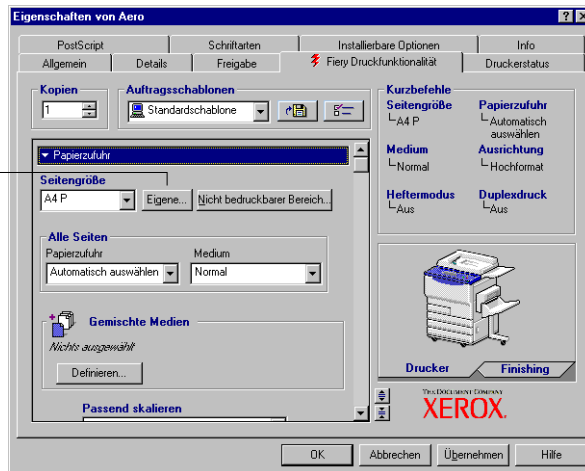 Eigenschaften von Aero
PostScript
Schriftarten
Installierbare Optionen
Info
Allgemein
Details
Freigabe
Fiery Druckfunktionalität
Druckerstatus
Kopien
1
Auftragsschablonen
Standardschablone
Papierzufuhr
Seitengröße
A4 P
Eigene...
Nicht bedruckbarer Bereich...
Alle Seiten
Papierzufuhr
Automatisch auswählen
Medium
Normal
Gemischte Medien
Nichts ausgewählt
Definieren...
Passend skalieren
Kurzbefehle
Seitengröße
A4 P
Papierzufuhr
Automatisch
auswählen
Medium
Normal
Ausrichtung
Hochformat
Heftermodus
Aus
Duplexdruck
Aus
Drucker
Finishing
THE DOCUMENT COMPANY
XEROX.
OK
Abbrechen
Übernehmen
Hilfe